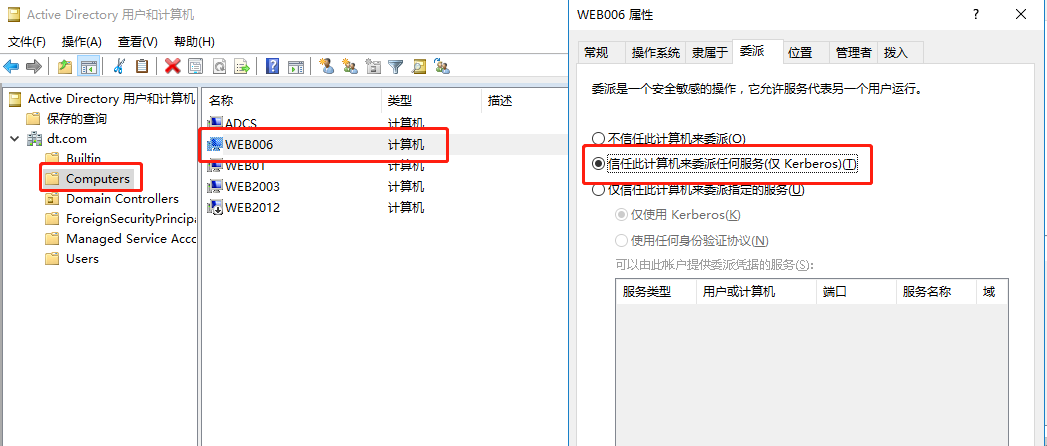 Active Directory 用户和计算机
文件(F) 操作(A) 查看(V) 帮助(H)
Active Directory 用户和计算机
保存的查询
dt.com
Builtin
Computers
Domain Controllers
ForeignSecurityPrincipa
Managed Service Acco
Users
名称 类型 描述
ADCS 计算机
WEB006 计算机
WEB01 计算机
WEB2003 计算机
WEB2012 计算机
WEB006 属性
?
常规 操作系统 隶属于 委派 位置 管理者 拨入
委派是一个安全敏感的操作，它允许服务代表另一个用户运行。
不信任此计算机来委派(O)
信任此计算机来委派任何服务(仅 Kerberos)(T)
仅信任此计算机来委派指定的服务(U)
仅使用 Kerberos(K)
使用任何身份验证协议(N)
可以由此帐户提供委派凭据的服务(S):
服务类型 用户或计算机 端口 服务名称 域